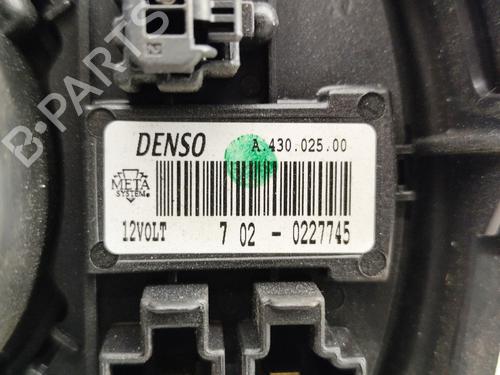 B-PARTS
DENSO A.430.025.00
META
SYSTEM®
12VOLT 7 02 - 0227745